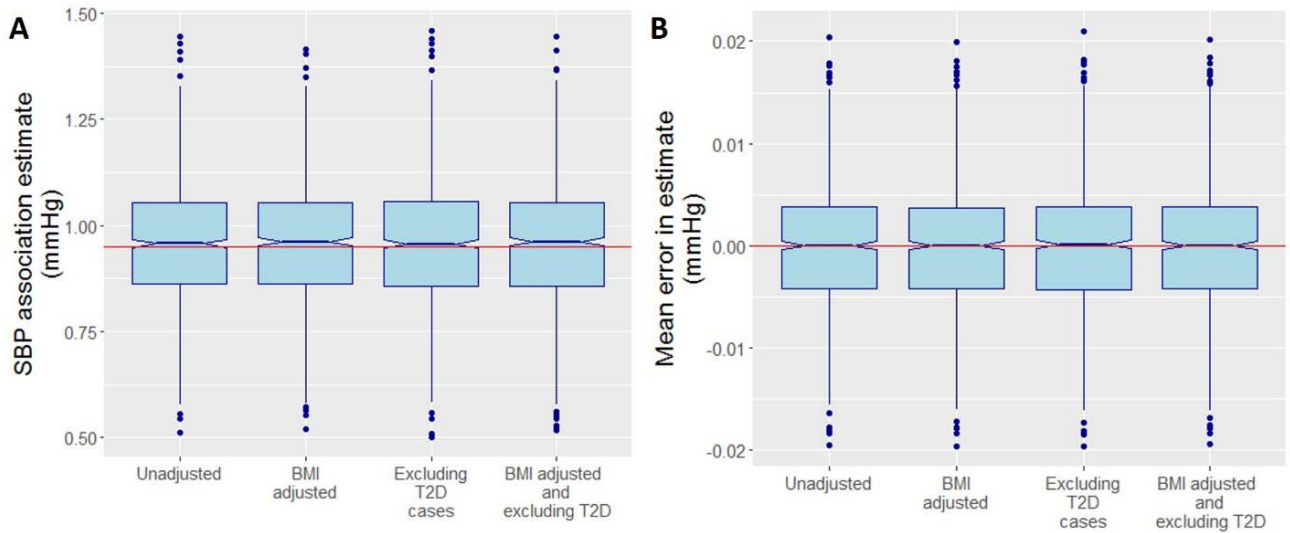 A
SBP association estimate
(mmHg)
1.50
1.25
1.00
0.75
0.50
Unadjusted
BMI
adjusted
Excluding
T2D
cases
BMI adjusted
and
excluding T2D
B
Mean error in estimate
(mmHg)
0.02
0.01
0.00
-0.01
-0.02
Unadjusted
BMI
adjusted
Excluding
T2D
cases
BMI adjusted
and
excluding T2D